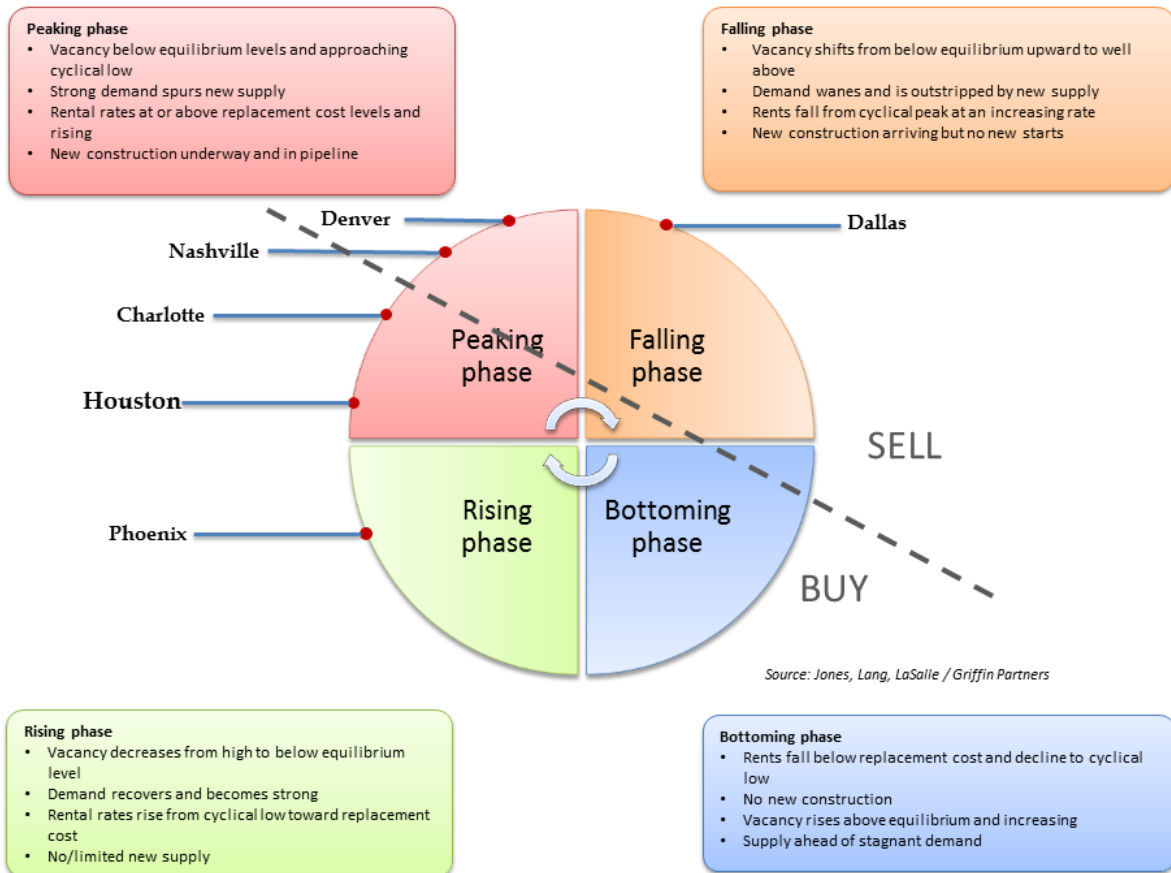 Peaking phase
• Vacancy below equilibrium levels and approaching
cyclical low
• Strong demand spurs new supply
• Rental rates at or above replacement cost levels and
rising
• New construction underway and in pipeline
Falling phase
• Vacancy shifts from below equilibrium upward to well
above
• Demand wanes and is outstripped by new supply
• Rents fall from cyclical peak at an increasing rate
• New construction arriving but no new starts
Denver
Nashville
Charlotte
Houston
Phoenix
Dallas
Peaking
phase
Falling
phase
Rising
phase
Bottoming
phase
SELL
BUY
Source: Jones, Lang, LaSalle / Griffin Partners
Rising phase
• Vacancy decreases from high to below equilibrium
level
• Demand recovers and becomes strong
• Rental rates rise from cyclical low toward replacement
cost
• No/limited new supply
Bottoming phase
• Rents fall below replacement cost and decline to cyclical
low
• No new construction
• Vacancy rises above equilibrium and increasing
• Supply ahead of stagnant demand